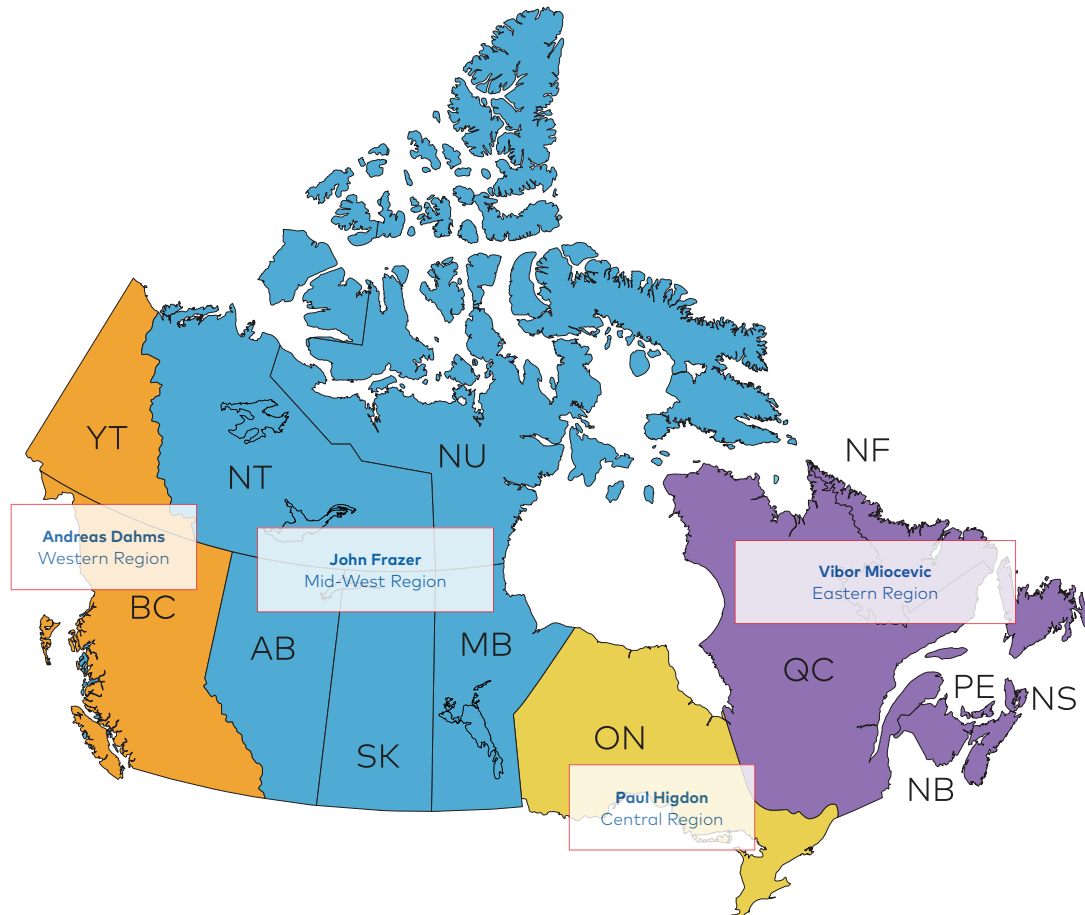 NF
YT
NU
NT
Andreas Dahms
Western Region
John Frazer
Mid-West Region
Vibor Miocevic
Eastern Region
BC
AB
MB
QC
PE
NS
ON
SK
NB
Paul Higdon
Central Region